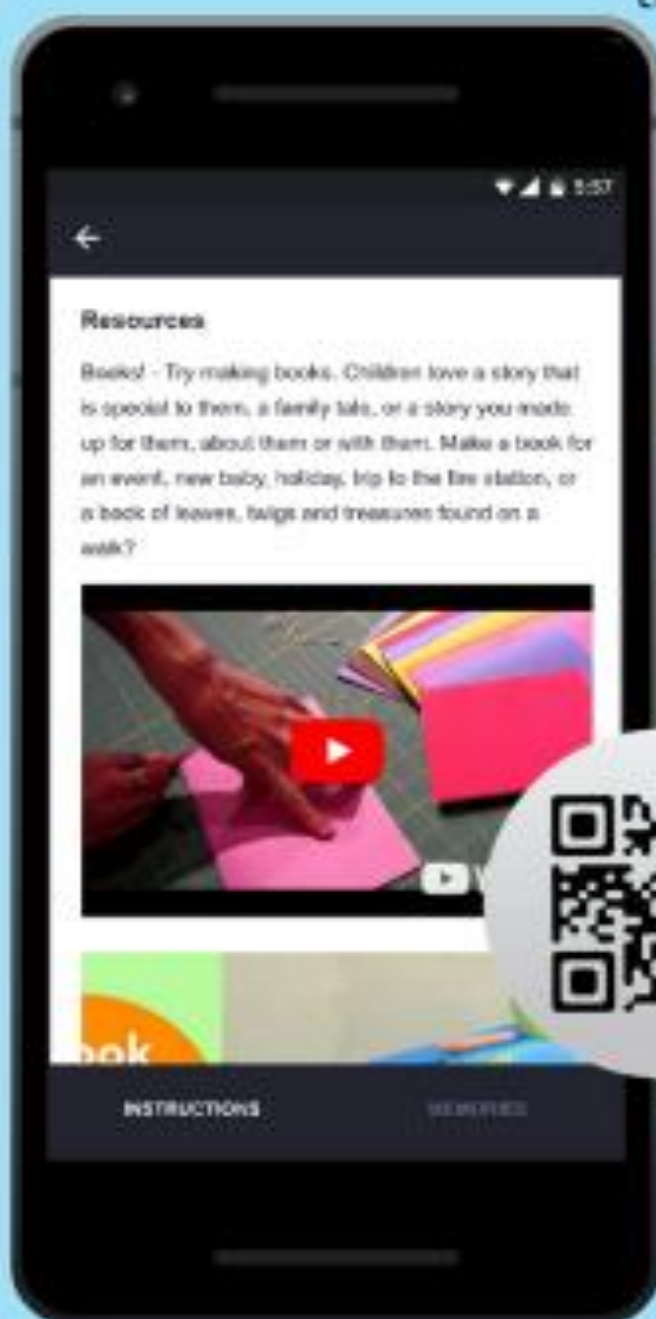 5:57
Resources
Books! - Try making books. Children love a story that
is special to them, a family tale, or a story you made
up for them, about them or with them. Make a book for
an event, new baby, holiday, trip to the fire station, or
a book of leaves, twigs and treasures found on a
walk?
ook
INSTRUCTIONS
MEMORIES